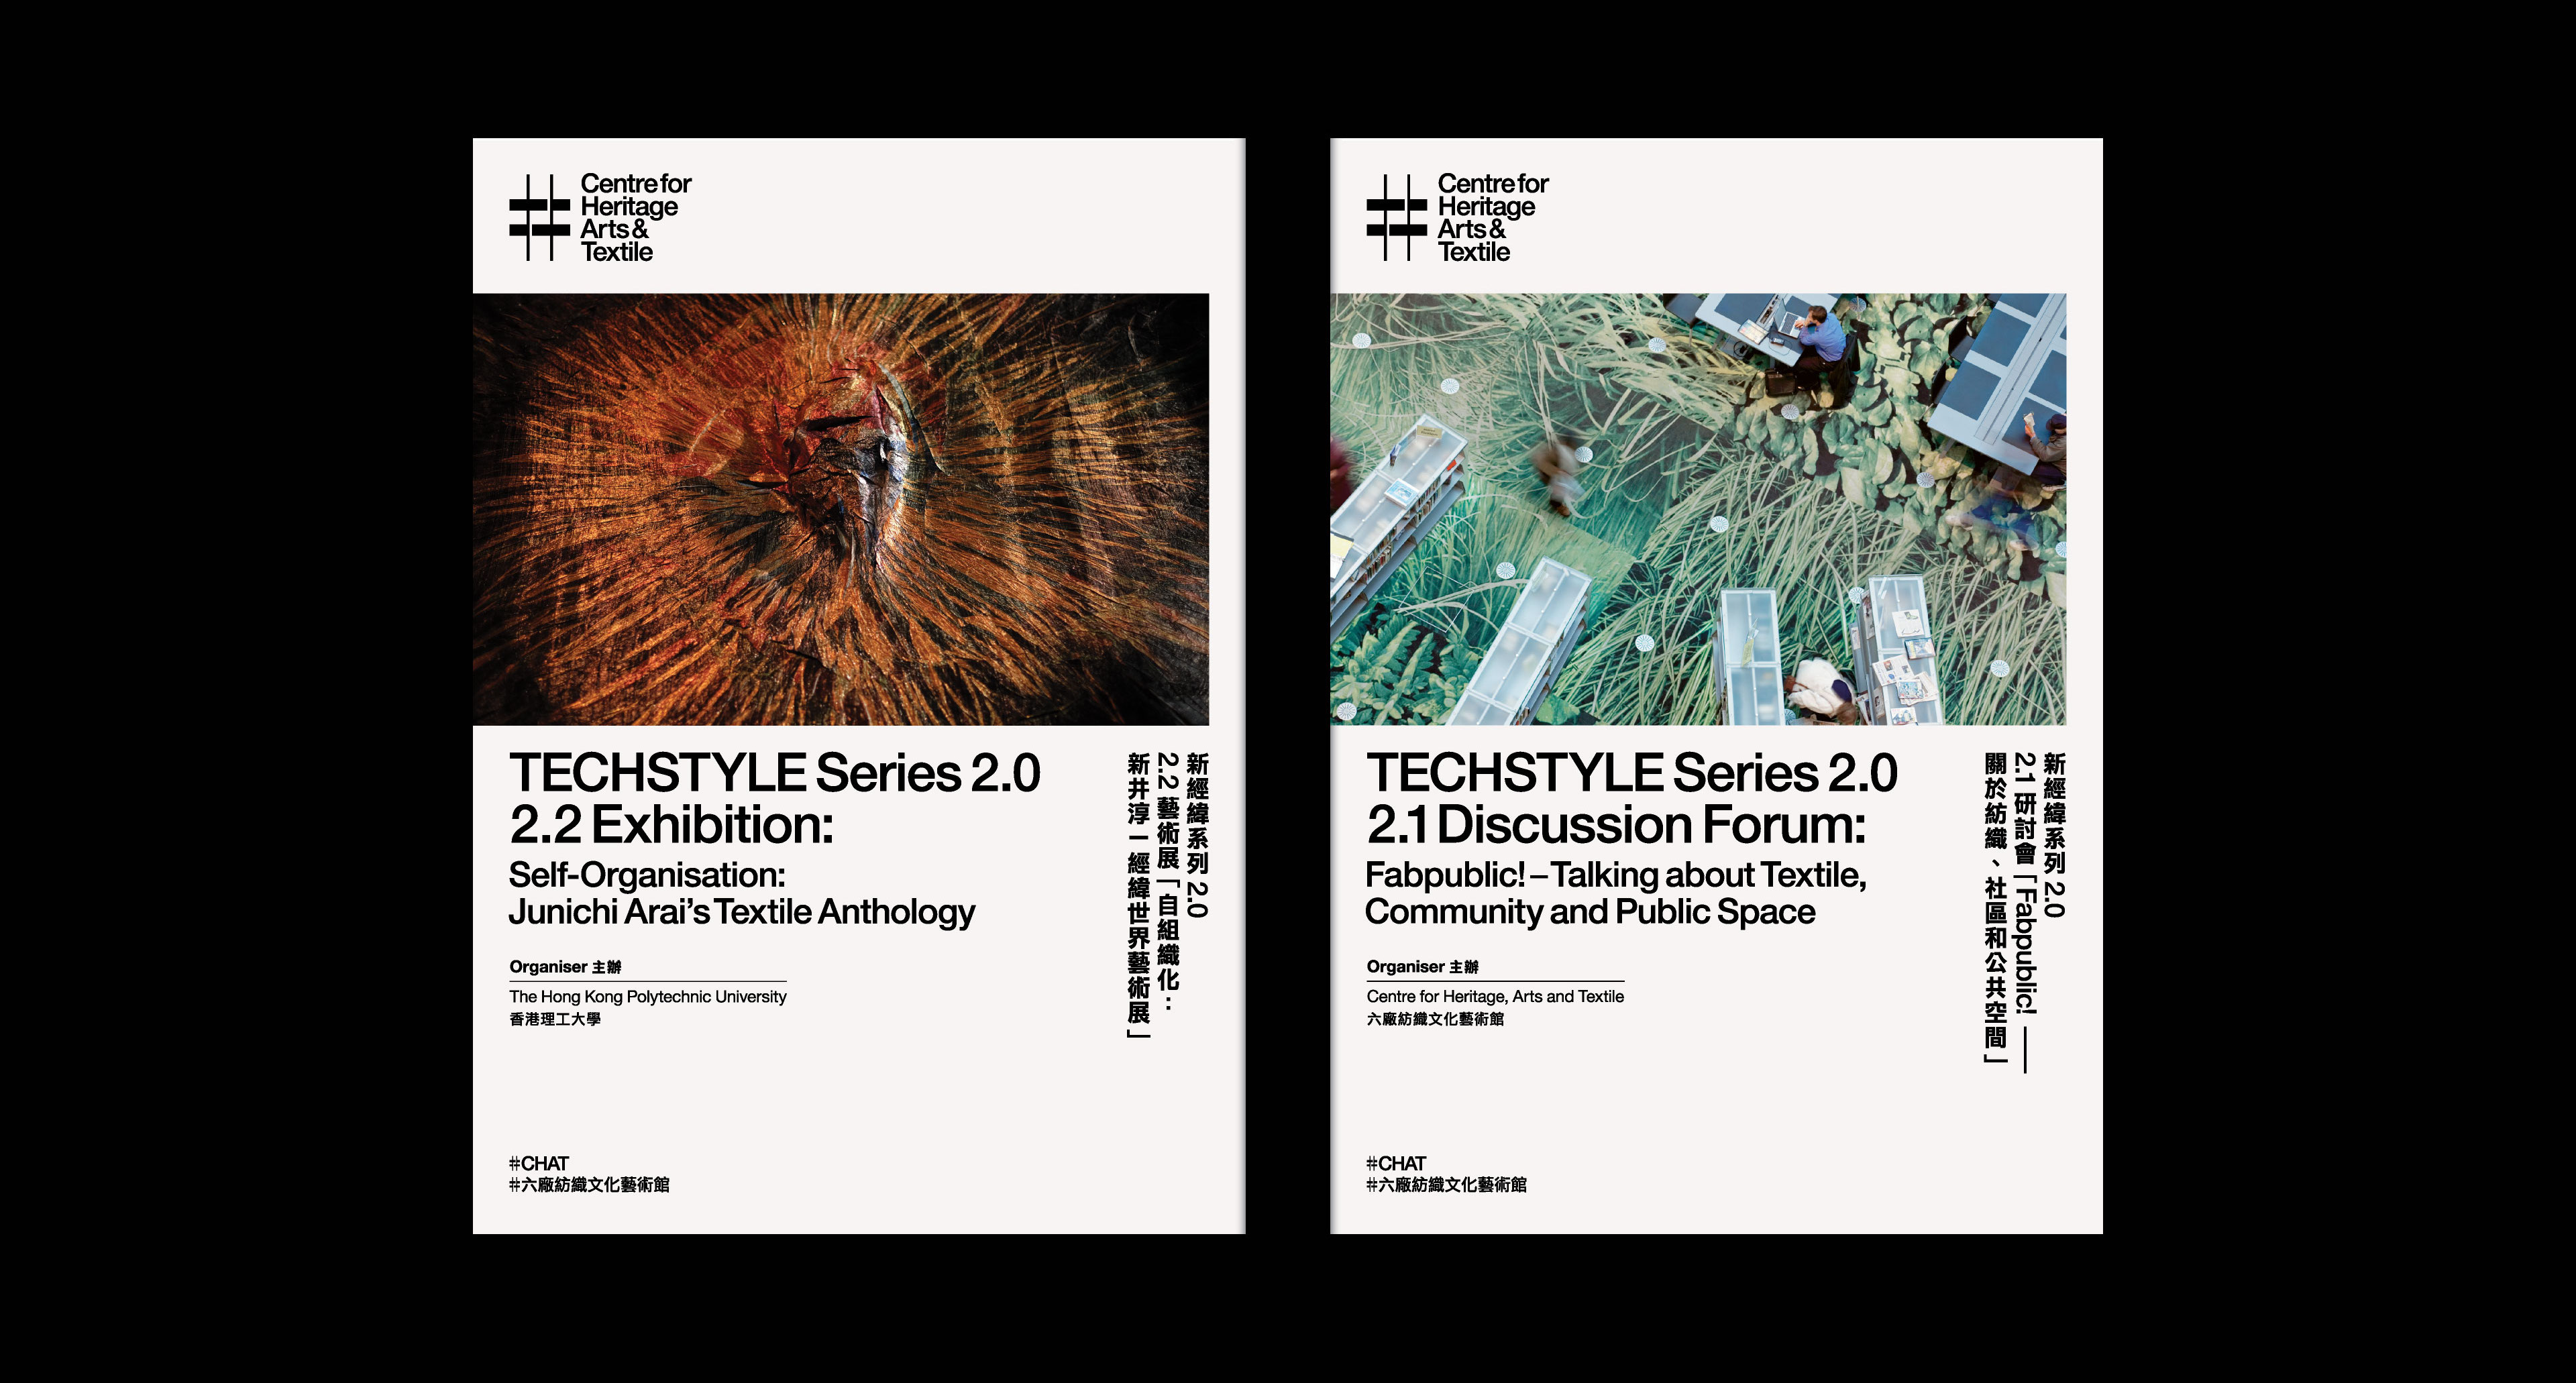 Centre for
Heritage
Arts &
Textile
TECHSTYLE Series 2.0
2.2 Exhibition:
Self-Organisation:
Junichi Arai’s Textile Anthology
新經緯系列 2.0
2.2 藝術展「自組織化：
新井淳一經緯世界藝術展」
Organiser 主辦
The Hong Kong Polytechnic University
香港理工大學
#CHAT
#六廠紡織文化藝術館
Centre for
Heritage
Arts &
Textile
TECHSTYLE Series 2.0
2.1 Discussion Forum:
Fabpublic! – Talking about Textile,
Community and Public Space
新經緯系列 2.0
2.1 研討會「Fabpublic! ——
關於紡織、社區和公共空間」
Organiser 主辦
Centre for Heritage, Arts and Textile
六廠紡織文化藝術館
#CHAT
#六廠紡織文化藝術館